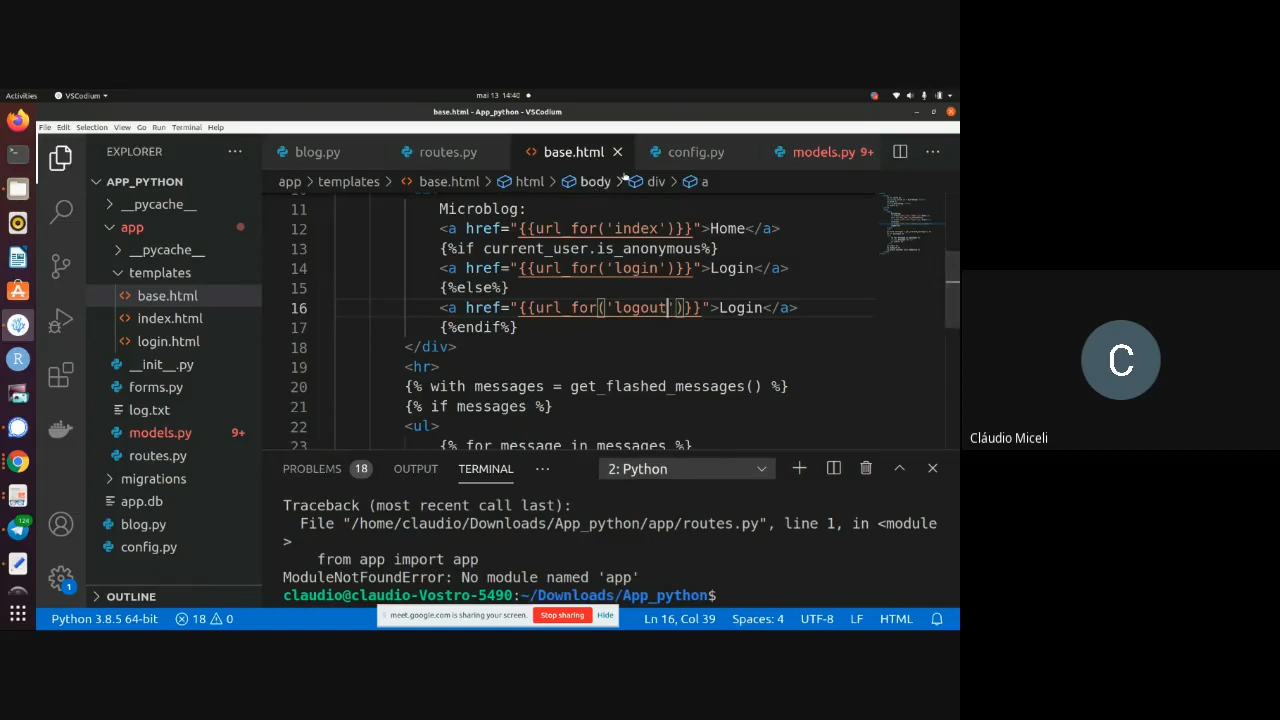 Activities
VSCodium
mai 13 14:40
base.html - App_python - VSCodium
File Edit Selection View Go Run Terminal Help
EXPLORER
blog.py
routes.py
base.html
config.py
models.py 9+
APP_PYTHON
app
templates
base.html
html
body
div
a
__pycache__
app
__pycache__
templates
base.html
index.html
login.html
__init__.py
forms.py
log.txt
models.py 9+
routes.py
migrations
app.db
blog.py
config.py
OUTLINE
11 Microblog:
12 <a href="{{url_for('index')}}">Home</a>
13 {%if current_user.is_anonymous%}
14 <a href="{{url_for('login')}}">Login</a>
15 {%else%}
16 <a href="{{url_for('logout')}}">Login</a>
17 {%endif%}
18 </div>
19 <hr>
20 {% with messages = get_flashed_messages() %}
21 {% if messages %}
22 <ul>
23 {% for message in messages %}
PROBLEMS 18 OUTPUT TERMINAL
2: Python
Traceback (most recent call last):
File "/home/claudio/Downloads/App_python/app/routes.py", line 1, in <module
>
from app import app
ModuleNotFoundError: No module named 'app'
claudio@claudio-Vostro-5490:~/Downloads/App_python$
meet.google.com is sharing your screen. Stop sharing Hide
Python 3.8.5 64-bit
18
0
Ln 16, Col 39
Spaces: 4
UTF-8
LF
HTML
124
R
1
C
Cláudio Miceli